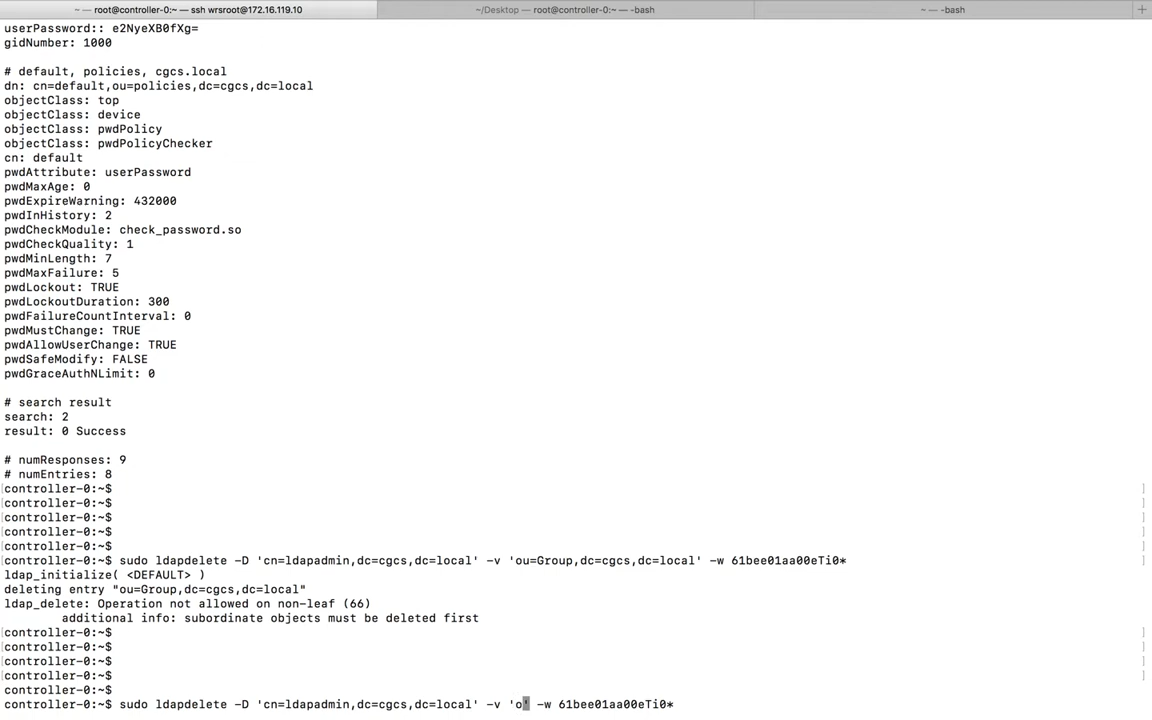 ~ — root@controller-0:~ — ssh wrsroot@172.16.119.10
~/Desktop — root@controller-0:~ — -bash
~ — -bash
+
userPassword:: e2NyeXB0fXg=
gidNumber: 1000
# default, policies, cgcs.local
dn: cn=default,ou=policies,dc=cgcs,dc=local
objectClass: top
objectClass: device
objectClass: pwdPolicy
objectClass: pwdPolicyChecker
cn: default
pwdAttribute: userPassword
pwdMaxAge: 0
pwdExpireWarning: 432000
pwdInHistory: 2
pwdCheckModule: check_password.so
pwdCheckQuality: 1
pwdMinLength: 7
pwdMaxFailure: 5
pwdLockout: TRUE
pwdLockoutDuration: 300
pwdFailureCountInterval: 0
pwdMustChange: TRUE
pwdAllowUserChange: TRUE
pwdSafeModify: FALSE
pwdGraceAuthNLimit: 0
# search result
search: 2
result: 0 Success
# numResponses: 9
# numEntries: 8
[controller-0:~$ ]
[controller-0:~$ ]
[controller-0:~$ ]
[controller-0:~$ ]
[controller-0:~$ ]
[controller-0:~$ sudo ldapdelete -D 'cn=ldapadmin,dc=cgcs,dc=local' -v 'ou=Group,dc=cgcs,dc=local' -w 61bee01aa00eTi0* ]
ldap_initialize( <DEFAULT> )
deleting entry "ou=Group,dc=cgcs,dc=local"
ldap_delete: Operation not allowed on non-leaf (66)
additional info: subordinate objects must be deleted first
[controller-0:~$ ]
[controller-0:~$ ]
[controller-0:~$ ]
[controller-0:~$ ]
[controller-0:~$ ]
controller-0:~$ sudo ldapdelete -D 'cn=ldapadmin,dc=cgcs,dc=local' -v 'o' -w 61bee01aa00eTi0*